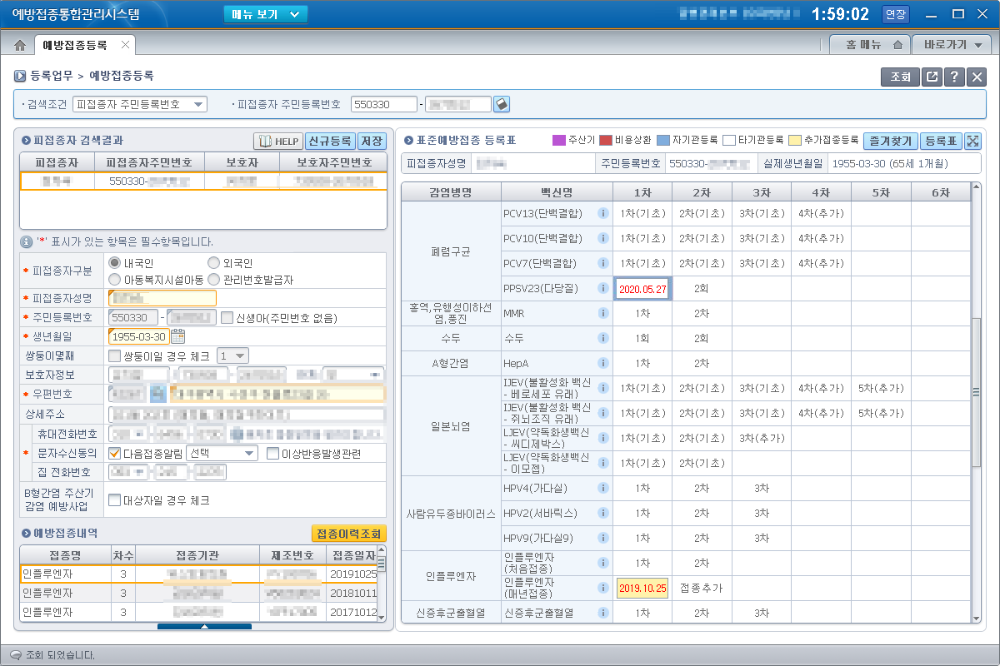 예방접종통합관리시스템 메뉴 보기 1:59:02 연장
예방접종등록 홈 메뉴 바로가기
등록업무 > 예방접종등록 조회 ?
· 검색조건 피접종자 주민등록번호 · 피접종자 주민등록번호 550330 -
피접종자 검색결과 HELP 신규등록 저장
피접종자 피접종자주민번호 보호자 보호자주민번호
550330-
'*' 표시가 있는 항목은 필수항목입니다.
* 피접종자구분 내국인 외국인
아동복지시설아동 관리번호발급자
* 피접종자성명
* 주민등록번호 550330 - 신생아(주민번호 없음)
* 생년월일 1955-03-30
쌍둥이몇째 쌍둥이일 경우 체크 1
보호자정보
* 우편번호
상세주소
휴대전화번호
* 문자수신동의 다음접종알림 선택 이상반응발생관련
집 전화번호
B형간염 주산기
감염 예방사업 대상자일 경우 체크
예방접종내역 접종이력조회
접종명 차수 접종기관 제조번호 접종일자
인플루엔자 3 20191025
인플루엔자 3 20181011
인플루엔자 3 20171012
표준예방접종 등록표 주산기 비용상환 자기관등록 타기관등록 추가접종등록 즐겨찾기 등록표
피접종자성명 주민등록번호 550330- 실제생년월일 1955-03-30 (65세 1개월)
감염병명 백신명 1차 2차 3차 4차 5차 6차
폐렴구균 PCV13(단백결합) 1차(기초) 2차(기초) 3차(기초) 4차(추가)
PCV10(단백결합) 1차(기초) 2차(기초) 3차(기초) 4차(추가)
PCV7(단백결합) 1차(기초) 2차(기초) 3차(기초) 4차(추가)
PPSV23(다당질) 2020.05.27 2회
홍역,유행성이하선
염,풍진 MMR 1차 2차
수두 수두 1회 2회
A형간염 HepA 1차 2차
일본뇌염 IJEV(불활성화 백신
- 베로세포 유래) 1차(기초) 2차(기초) 3차(기초) 4차(추가) 5차(추가)
IJEV(불활성화 백신
- 쥐뇌조직 유래) 1차(기초) 2차(기초) 3차(기초) 4차(추가) 5차(추가)
LJEV(약독화생백신
- 씨디제박스) 1차(기초) 2차(기초) 3차(추가)
LJEV(약독화생백신
- 이모젭) 1차(기초) 2차(기초)
사람유두종바이러스 HPV4(가다실) 1차 2차 3차
HPV2(서바릭스) 1차 2차 3차
HPV9(가다실9) 1차 2차 3차
인플루엔자 인플루엔자
(처음접종) 1차 2차
인플루엔자
(매년접종) 2019.10.25 접종추가
신증후군출혈열 신증후군출혈열 1차 2차 3차
조회 되었습니다.